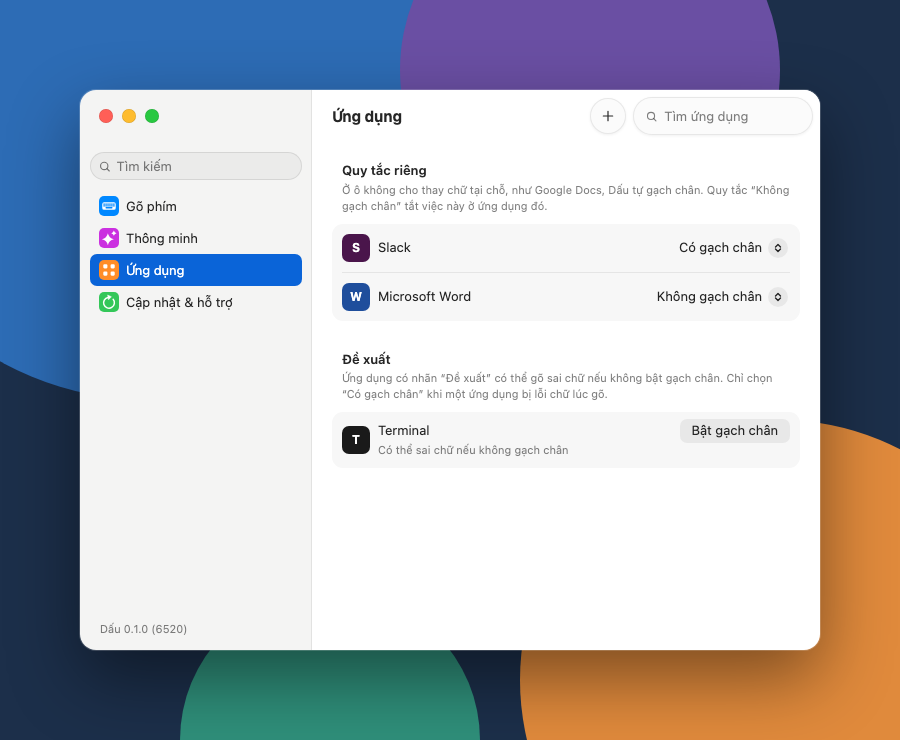 Ứng dụng
Tìm ứng dụng
Tìm kiếm
Gõ phím
Thông minh
Ứng dụng
Cập nhật & hỗ trợ
Dấu 0.1.0 (6520)
Quy tắc riêng
Ở ô không cho thay chữ tại chỗ, như Google Docs, Dấu tự gạch chân. Quy tắc “Không
gạch chân” tắt việc này ở ứng dụng đó.
S
Slack
Có gạch chân
W
Microsoft Word
Không gạch chân
Đề xuất
Ứng dụng có nhãn “Đề xuất” có thể gõ sai chữ nếu không bật gạch chân. Chỉ chọn
“Có gạch chân” khi một ứng dụng bị lỗi chữ lúc gõ.
T
Terminal
Bật gạch chân
Có thể sai chữ nếu không gạch chân